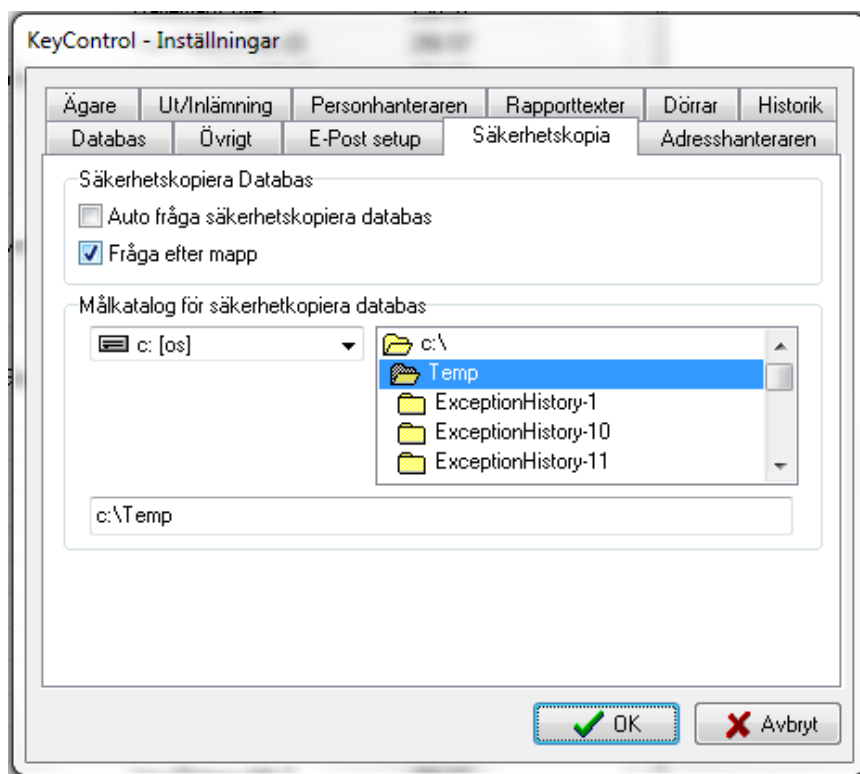 KeyControl - Inställningar
Ägare Ut/Inlämning Personhanteraren Rapporttexter Dörrar Historik
Databas Övrigt E-Post setup Säkerhetskopia Adresshanteraren
Säkerhetskopiera Databas
Auto fråga säkerhetskopiera databas
Fråga efter mapp
Målkatalog för säkerhetkopiera databas
c: [os]
c:\
Temp
ExceptionHistory-1
ExceptionHistory-10
ExceptionHistory-11
c:\Temp
OK Avbryt